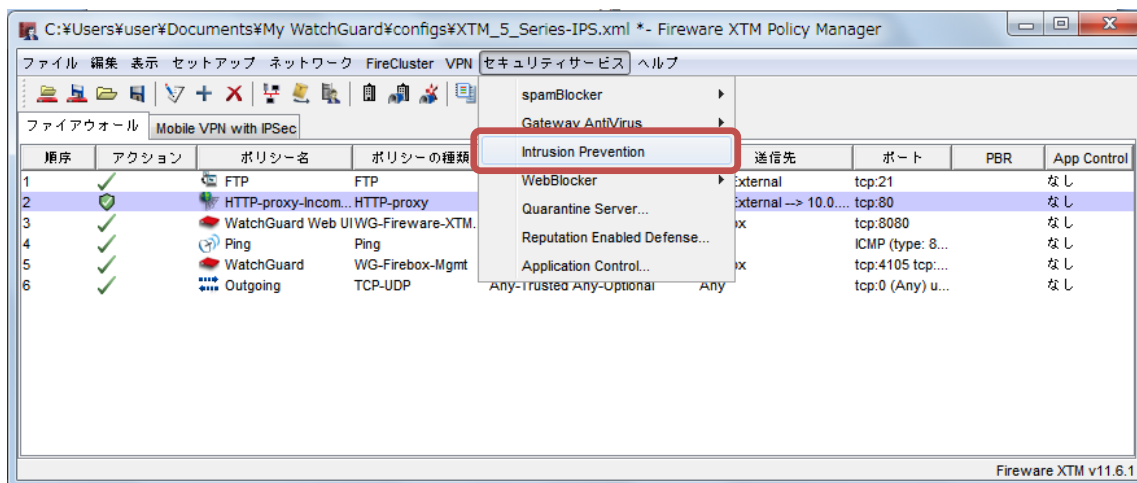 C:¥Users¥user¥Documents¥My WatchGuard¥configs¥XTM_5_Series-IPS.xml *- Fireware XTM Policy Manager
ファイル 編集 表示 セットアップ ネットワーク FireCluster VPN セキュリティサービス ヘルプ
spamBlocker
Gateway AntiVirus
Intrusion Prevention
WebBlocker
Quarantine Server...
Reputation Enabled Defense...
Application Control...
ファイアウォール Mobile VPN with IPSec
順序 アクション ポリシー名 ポリシーの種類 送信先 ポート PBR App Control
1 FTP FTP External tcp:21 なし
2 HTTP-proxy-Incom... HTTP-proxy External --> 10.0.... tcp:80 なし
3 WatchGuard Web UI WG-Fireware-XTM. tcp:8080 なし
4 Ping Ping ICMP (type: 8... なし
5 WatchGuard WG-Firebox-Mgmt tcp:4105 tcp:... なし
6 Outgoing TCP-UDP Any-Trusted Any-Optional Any tcp:0 (Any) u... なし
Fireware XTM v11.6.1